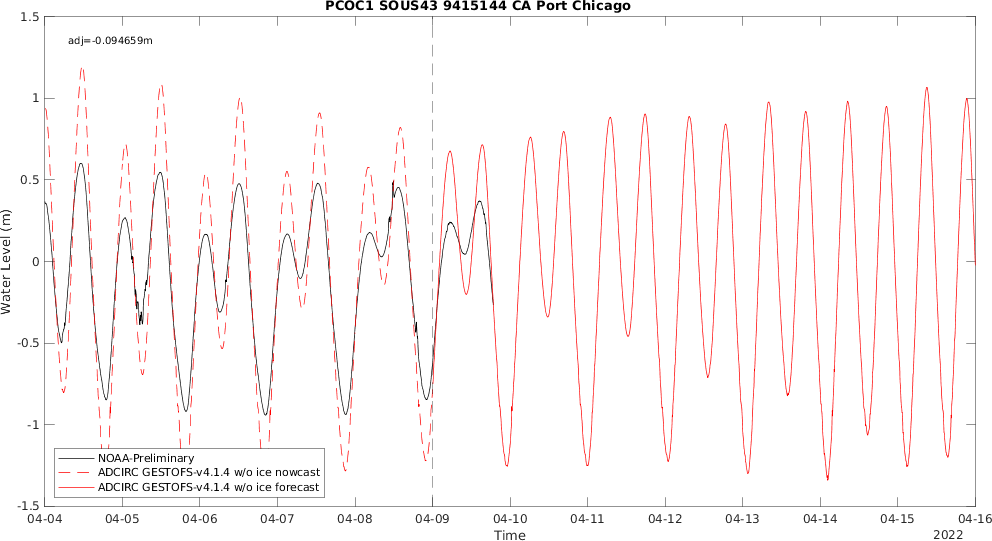 PCOC1 SOUS43 9415144 CA Port Chicago
adj=-0.094659m
1.5
1
0.5
0
-0.5
-1
-1.5
Water Level (m)
NOAA-Preliminary
ADCIRC GESTOFS-v4.1.4 w/o ice nowcast
ADCIRC GESTOFS-v4.1.4 w/o ice forecast
04-04 04-05 04-06 04-07 04-08 04-09 04-10 04-11 04-12 04-13 04-14 04-15 04-16
Time
2022